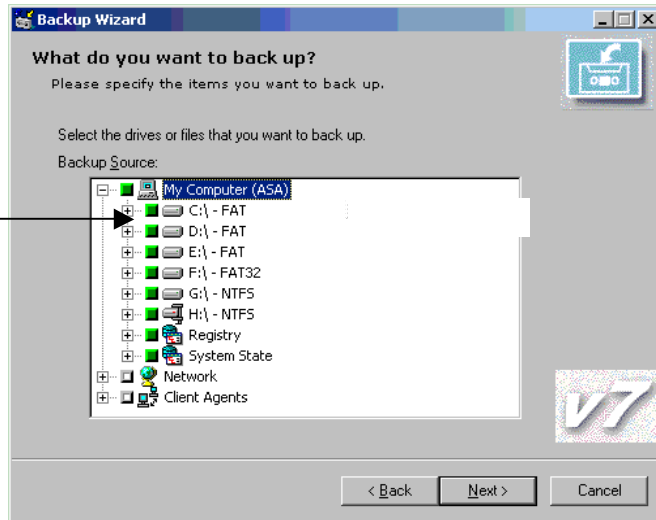 Backup Wizard
What do you want to back up?
Please specify the items you want to back up.
Select the drives or files that you want to back up.
Backup Source:
My Computer (ASA)
C:\ - FAT
D:\ - FAT
E:\ - FAT
F:\ - FAT32
G:\ - NTFS
H:\ - NTFS
Registry
System State
Network
Client Agents
v7
< Back Next > Cancel